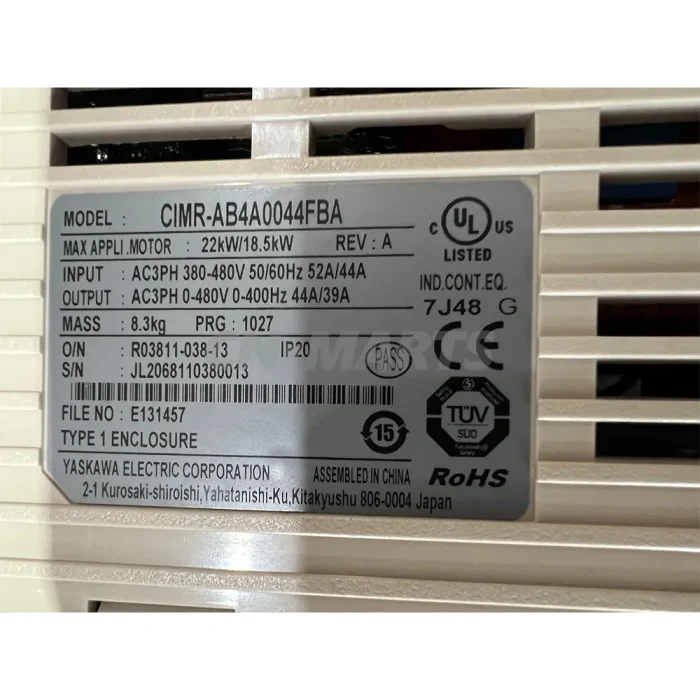 MODEL : CIMR-AB4A0044FBA
MAX APPLI .MOTOR : 22kW/18.5kW REV : A
INPUT : AC3PH 380-480V 50/60Hz 52A/44A
OUTPUT : AC3PH 0-480V 0-400Hz 44A/39A
MASS : 8.3kg PRG : 1027
O/N : R03811-038-13 IP20
S/N : JL2068110380013
FILE NO : E131457
TYPE 1 ENCLOSURE
YASKAWA ELECTRIC CORPORATION ASSEMBLED IN CHINA
2-1 Kurosaki-shiroishi,Yahatanishi-Ku,Kitakyushu 806-0004 Japan
C UL US
LISTED
IND.CONT.EQ.
7J48 G
CE
PASS
15
TÜV
SÜD
RoHS
MARTS